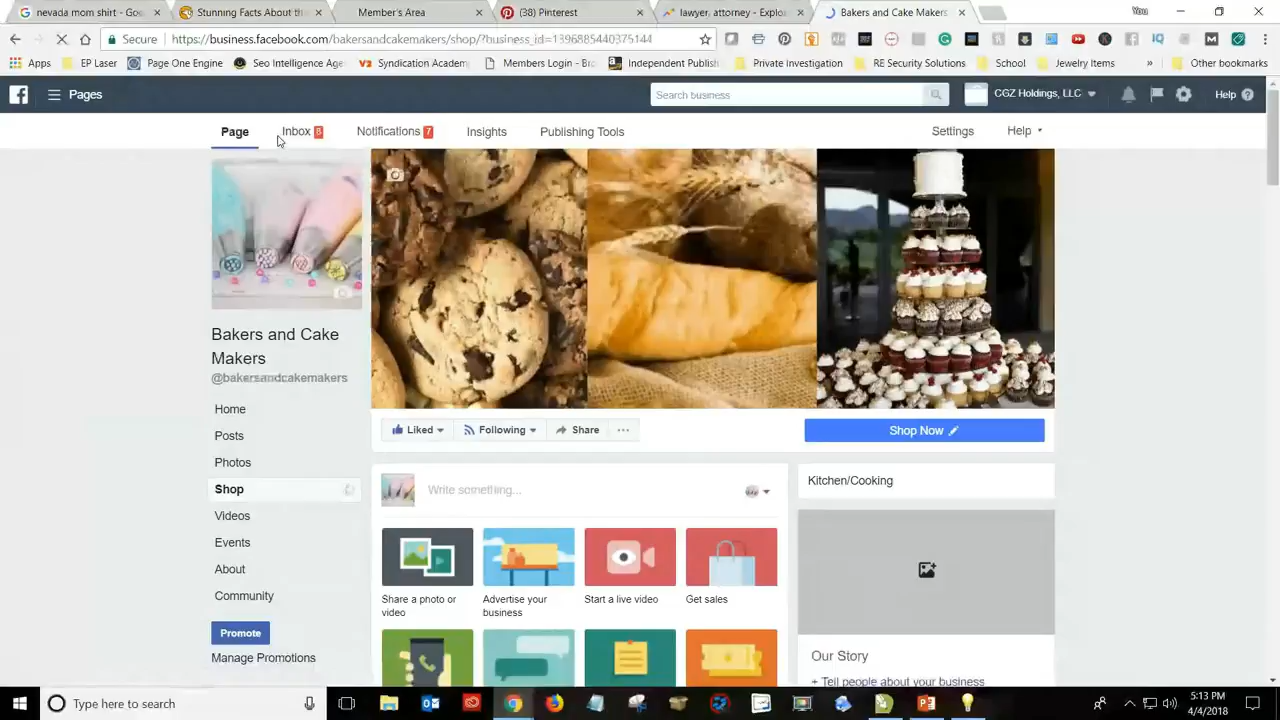 nevada mom shirt - Goo
Stunning Facts About the
Member's Area
(38) Pinterest
lawyer, attorney - Explo
Bakers and Cake Makers
You
Secure
https://business.facebook.com/bakersandcakemakers/shop/?business_id=1396885440375144
Apps
EP Laser
Page One Engine
Seo Intelligence Age
Syndication Academ
Members Login - Bro
Independent Publish
Private Investigation
RE Security Solutions
School
Jewelry Items
»
Other bookmarks
Pages
Search business
CGZ Holdings, LLC
Help
Page
Inbox 8
Notifications 7
Insights
Publishing Tools
Settings
Help
Bakers and Cake
Makers
@bakersandcakemakers
Home
Posts
Photos
Shop
Videos
Events
About
Community
Promote
Manage Promotions
Liked
Following
Share
...
Shop Now
Write something...
Share a photo or
video
Advertise your
business
Start a live video
Get sales
Kitchen/Cooking
Our Story
+ Tell people about your business
Type here to search
5:13 PM
4/4/2018